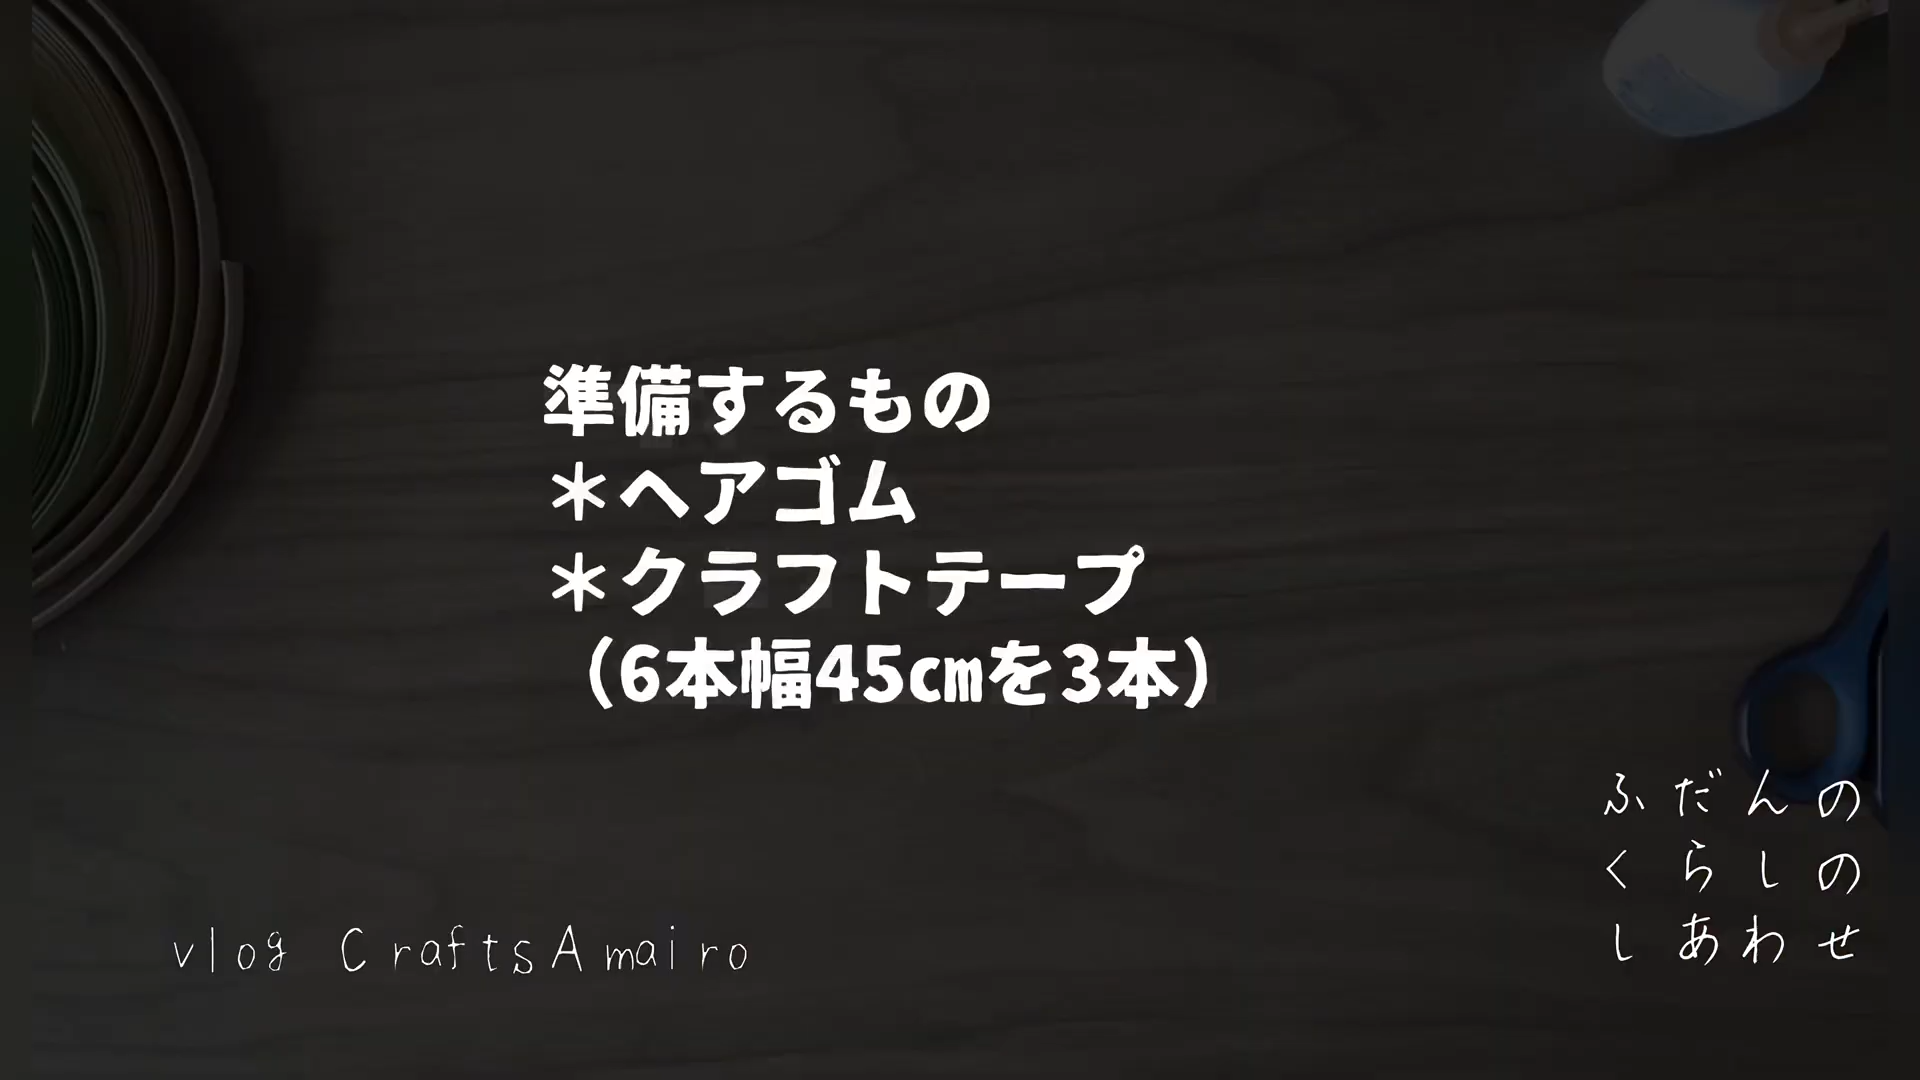 準備するもの
＊ヘアゴム
＊クラフトテープ
（6本幅45㎝を3本）
ふだんの
くらしの
しあわせ
vlog CraftsAmairo